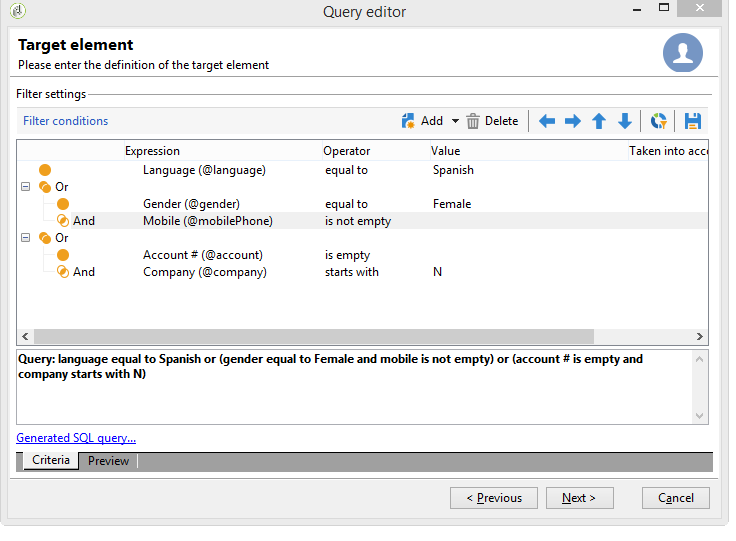 Query editor
Target element
Please enter the definition of the target element
Filter settings
Filter conditions Add Delete
Expression Operator Value Taken into acco
Language (@language) equal to Spanish
Or
Gender (@gender) equal to Female
And Mobile (@mobilePhone) is not empty
Or
Account # (@account) is empty
And Company (@company) starts with N
Query: language equal to Spanish or (gender equal to Female and mobile is not empty) or (account # is empty and
company starts with N)
Generated SQL query...
Criteria Preview
< Previous Next > Cancel